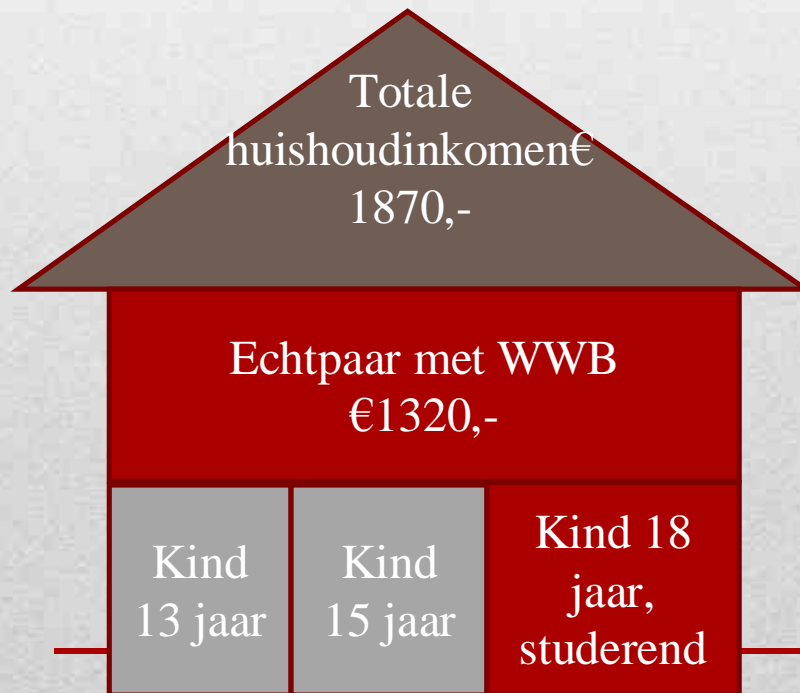 Totale
huishoudinkomen€
1870,-
Echtpaar met WWB
€1320,-
Kind
13 jaar
Kind
15 jaar
Kind 18
jaar,
studerend